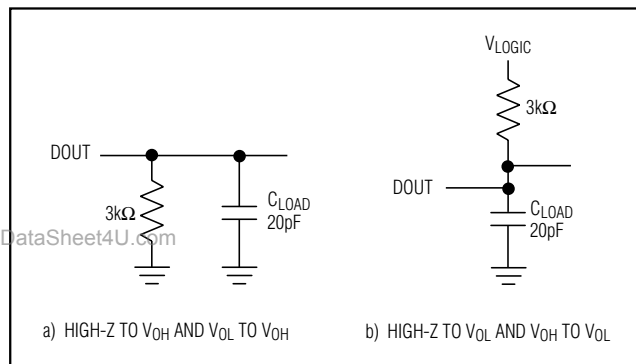 V_LOGIC
3kΩ
DOUT
3kΩ
C_LOAD
20pF
DOUT
C_LOAD
20pF
DataSheet4U.com
a) HIGH-Z TO V_OH AND V_OL TO V_OH
b) HIGH-Z TO V_OL AND V_OH TO V_OL